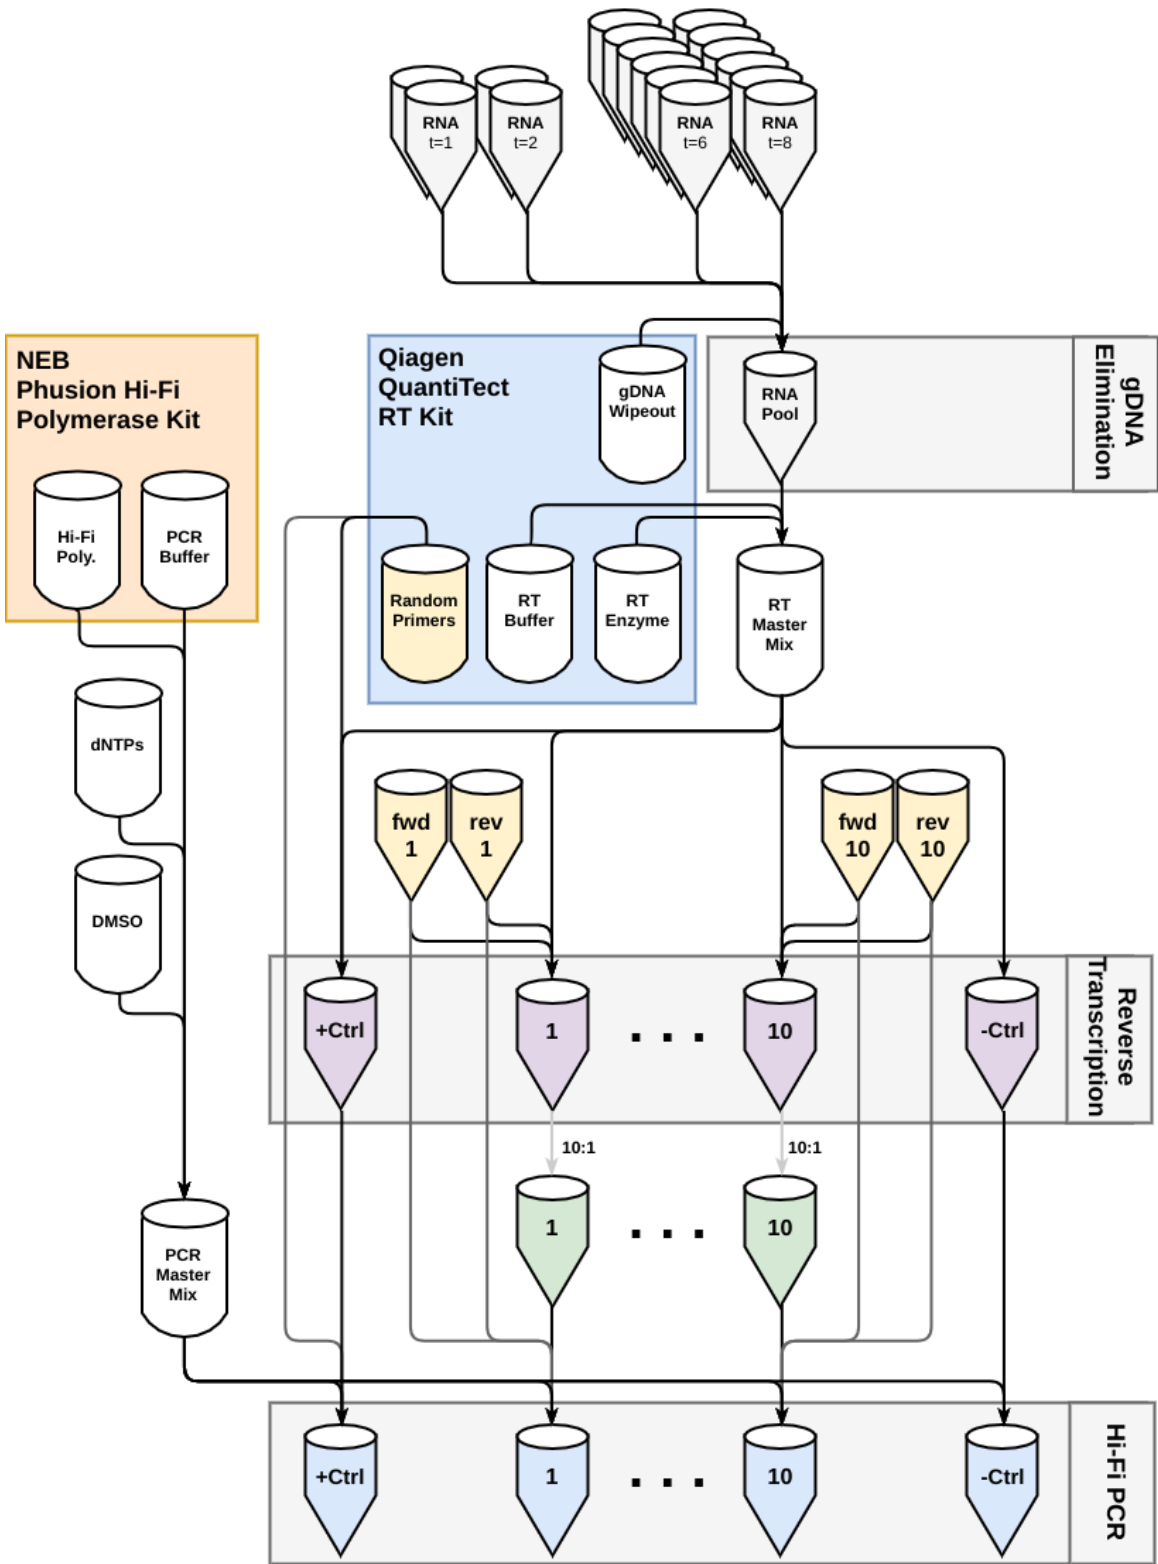 RNA
t=1
RNA
t=2
RNA
t=6
RNA
t=8
NEB
Phusion Hi-Fi
Polymerase Kit
Hi-Fi
Poly.
PCR
Buffer
Qiagen
QuantiTect
RT Kit
gDNA
Wipeout
RNA
Pool
gDNA
Elimination
Random
Primers
RT
Buffer
RT
Enzyme
RT
Master
Mix
dNTPs
DMSO
fwd
1
rev
1
fwd
10
rev
10
+Ctrl
1
. . .
10
-Ctrl
Reverse
Transcription
10:1
10:1
1
. . .
10
PCR
Master
Mix
+Ctrl
1
. . .
10
-Ctrl
Hi-Fi PCR